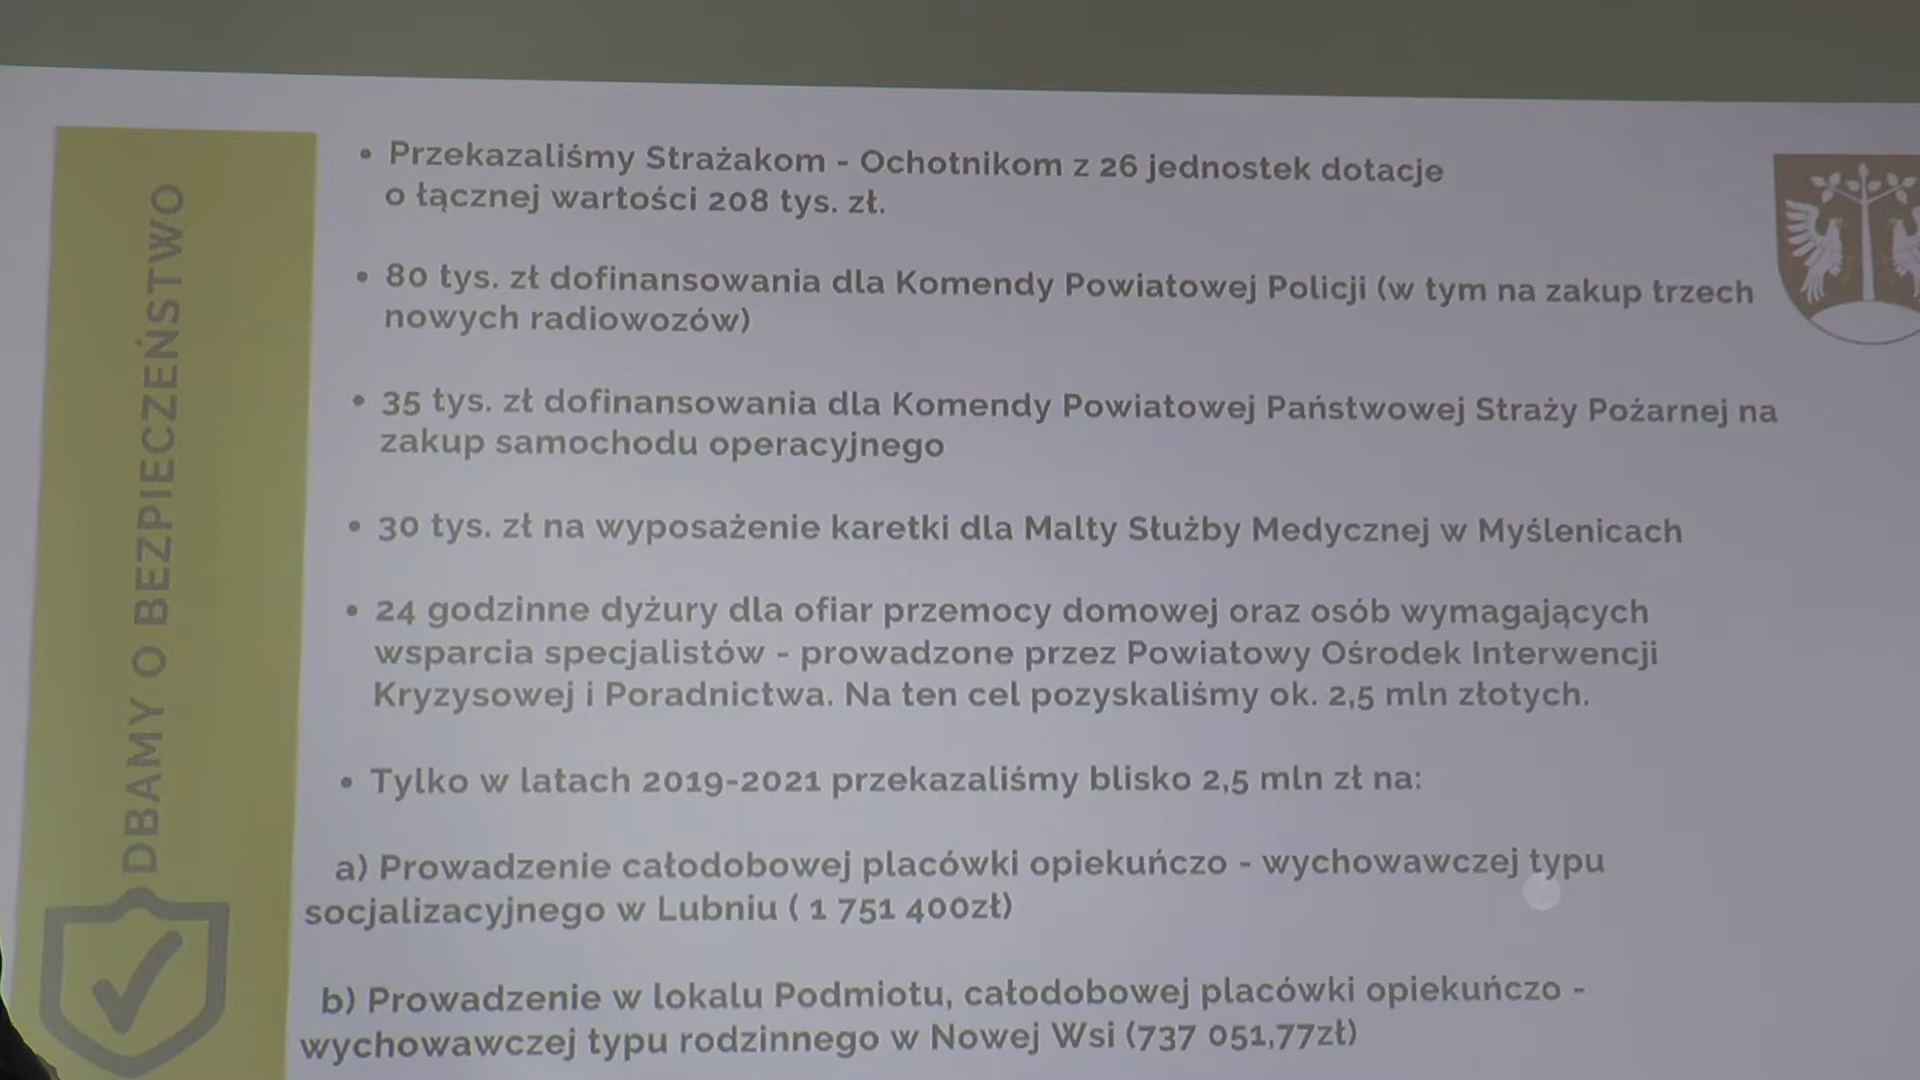 DBAMY O BEZPIECZEŃSTWO
• Przekazaliśmy Strażakom - Ochotnikom z 26 jednostek dotacje
o łącznej wartości 208 tys. zł.
• 80 tys. zł dofinansowania dla Komendy Powiatowej Policji (w tym na zakup trzech
nowych radiowozów)
• 35 tys. zł dofinansowania dla Komendy Powiatowej Państwowej Straży Pożarnej na
zakup samochodu operacyjnego
• 30 tys. zł na wyposażenie karetki dla Malty Służby Medycznej w Myślenicach
• 24 godzinne dyżury dla ofiar przemocy domowej oraz osób wymagających
wsparcia specjalistów - prowadzone przez Powiatowy Ośrodek Interwencji
Kryzysowej i Poradnictwa. Na ten cel pozyskaliśmy ok. 2,5 mln złotych.
• Tylko w latach 2019-2021 przekazaliśmy blisko 2,5 mln zł na:
a) Prowadzenie całodobowej placówki opiekuńczo - wychowawczej typu
socjalizacyjnego w Lubniu ( 1 751 400zł)
b) Prowadzenie w lokalu Podmiotu, całodobowej placówki opiekuńczo -
wychowawczej typu rodzinnego w Nowej Wsi (737 051,77zł)